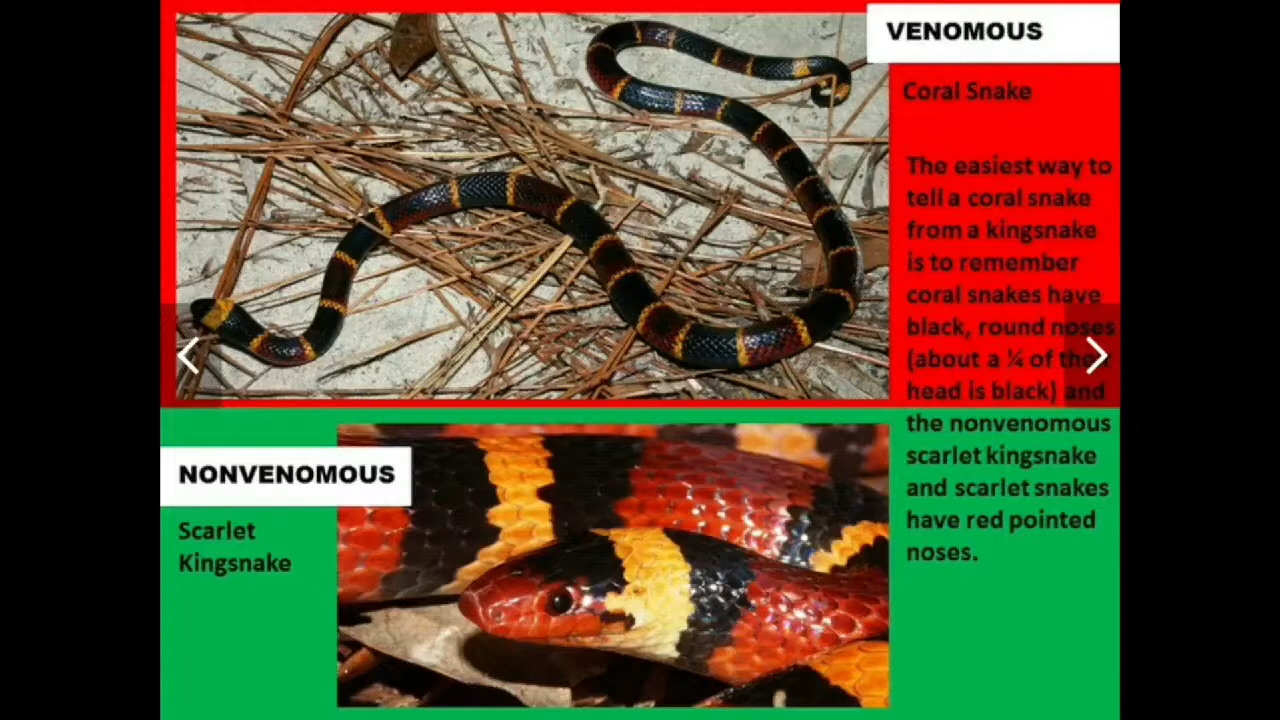 VENOMOUS
Coral Snake
The easiest way to
tell a coral snake
from a kingsnake
is to remember
coral snakes have
black, round noses
(about a ¼ of their
head is black) and
the nonvenomous
scarlet kingsnake
and scarlet snakes
have red pointed
noses.
NONVENOMOUS
Scarlet
Kingsnake